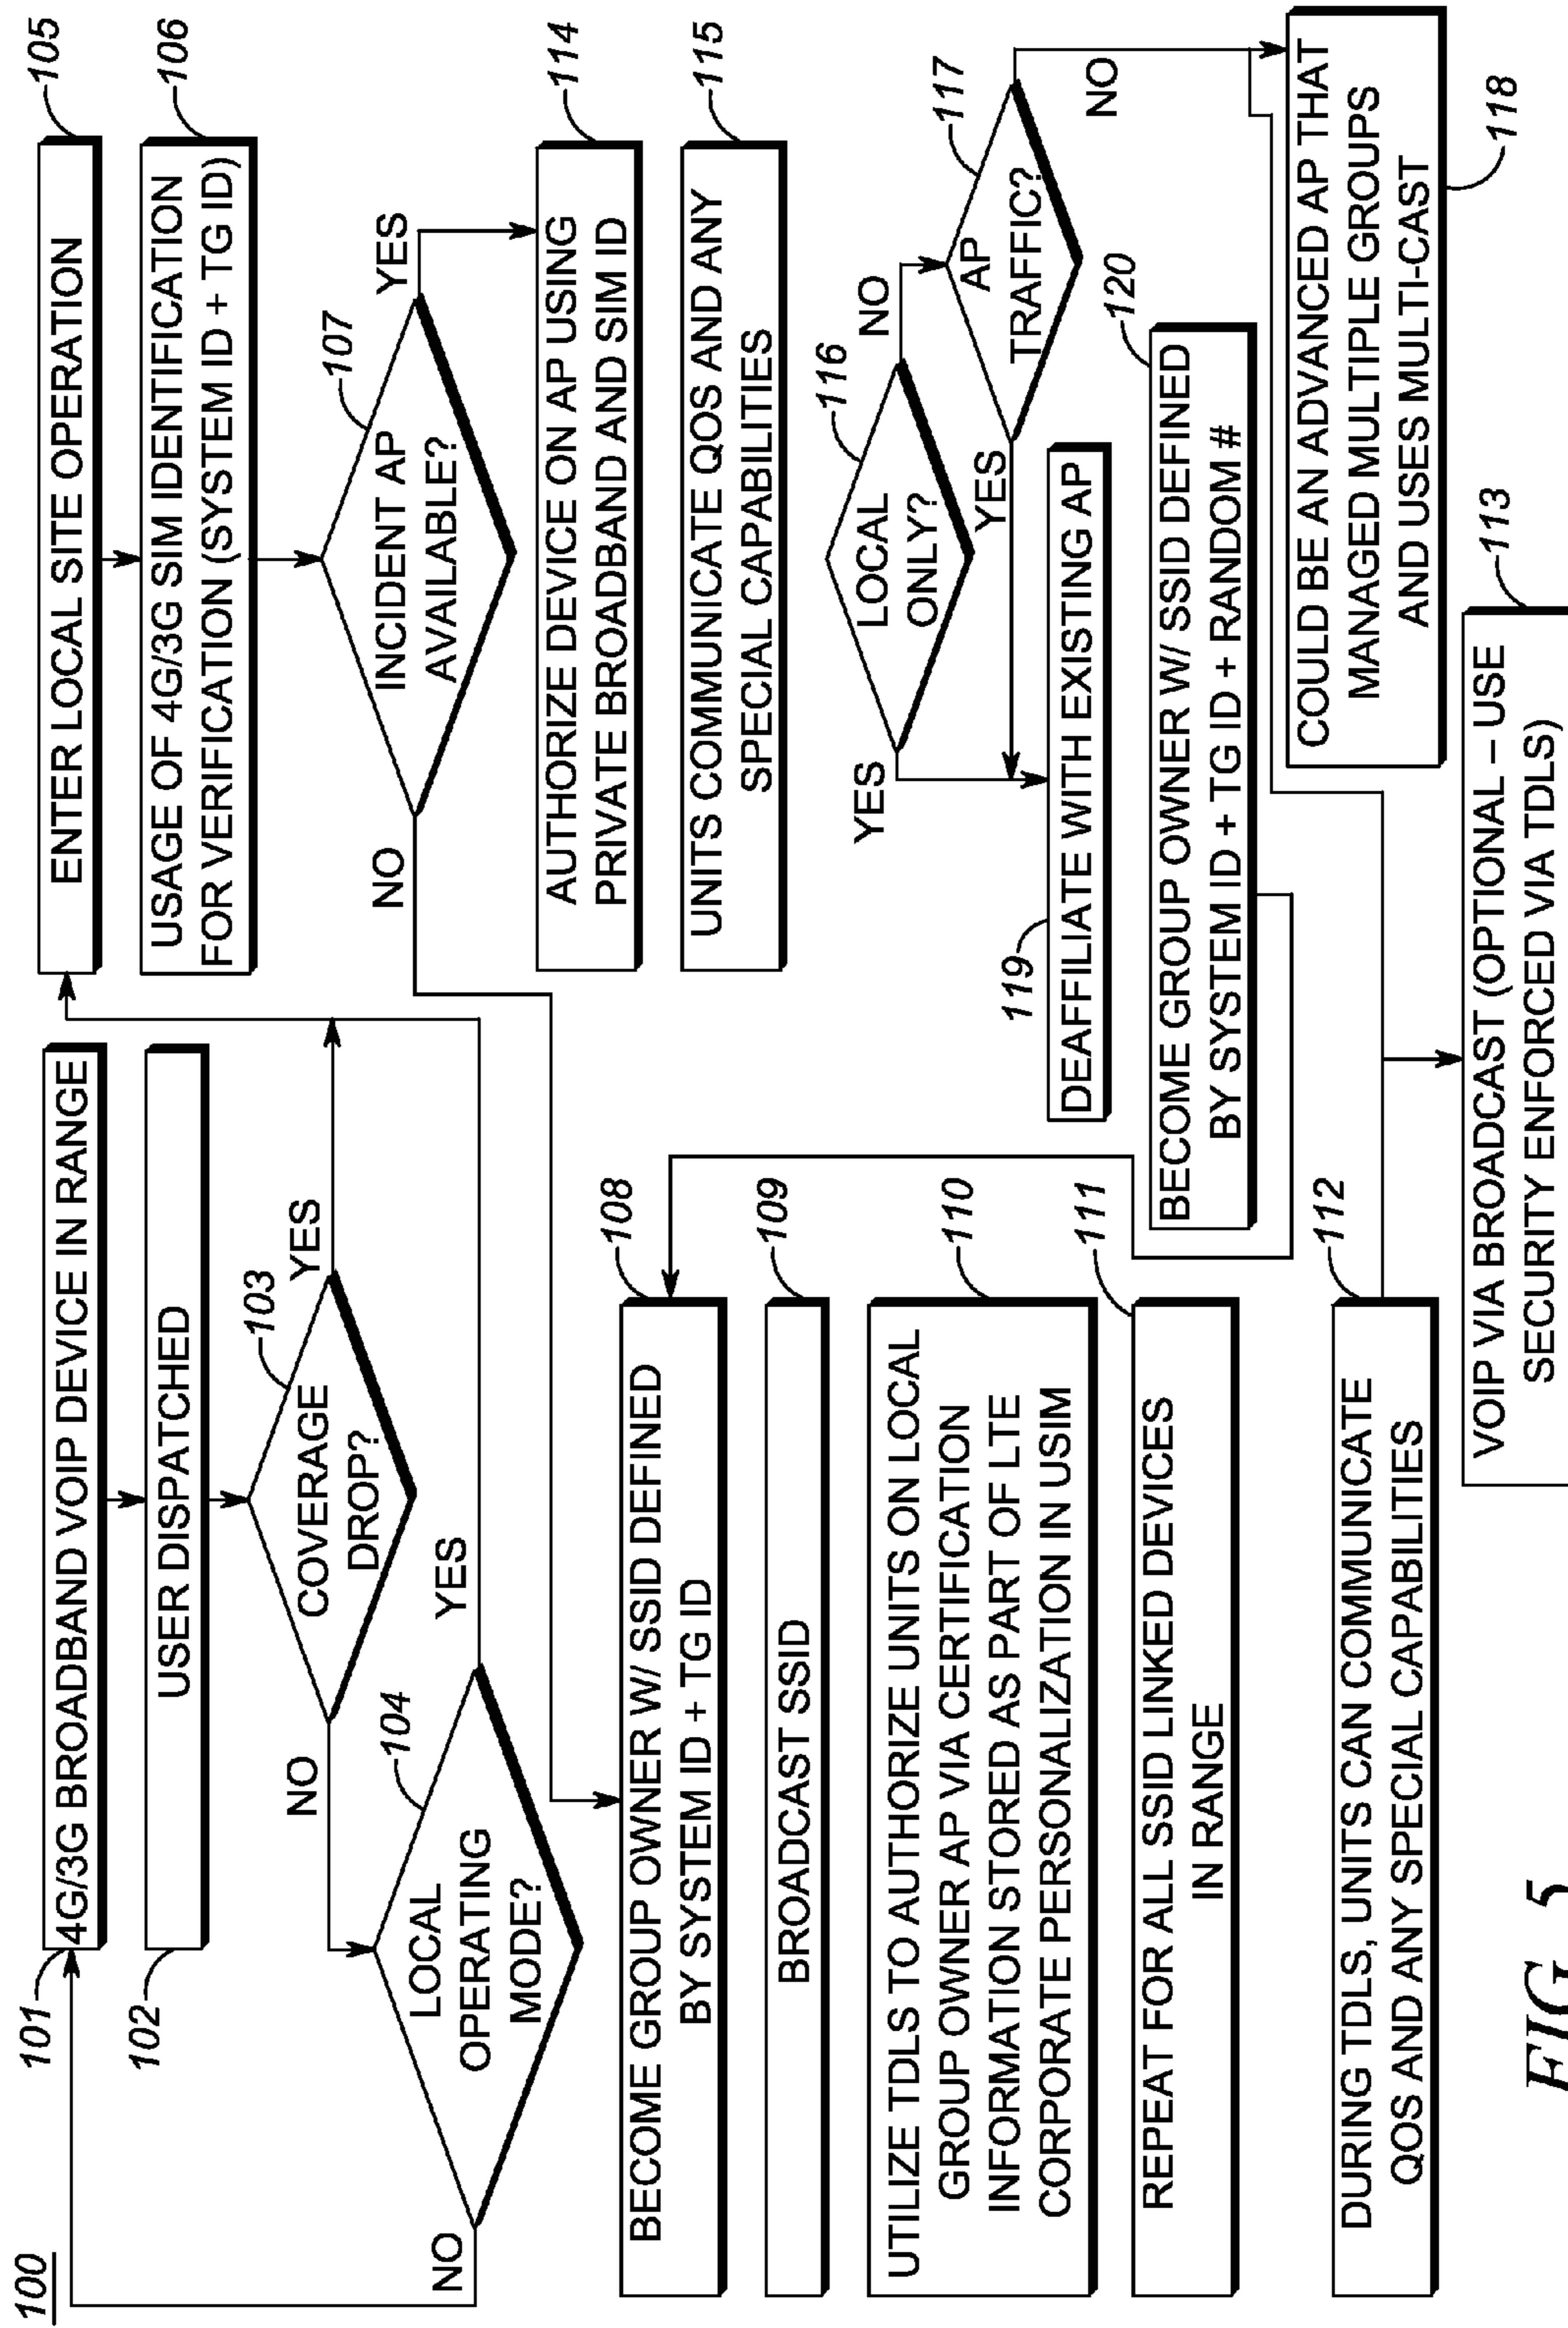 100
101
4G/3G BROADBAND VOIP DEVICE IN RANGE
102
USER DISPATCHED
103
COVERAGE
DROP?
YES
NO
104
LOCAL
OPERATING
MODE?
YES
NO
105
ENTER LOCAL SITE OPERATION
106
USAGE OF 4G/3G SIM IDENTIFICATION
FOR VERIFICATION (SYSTEM ID + TG ID)
107
INCIDENT AP
AVAILABLE?
YES
NO
108
BECOME GROUP OWNER W/ SSID DEFINED
BY SYSTEM ID + TG ID
109
BROADCAST SSID
110
UTILIZE TDLS TO AUTHORIZE UNITS ON LOCAL
GROUP OWNER AP VIA CERTIFICATION
INFORMATION STORED AS PART OF LTE
CORPORATE PERSONALIZATION IN USIM
111
REPEAT FOR ALL SSID LINKED DEVICES
IN RANGE
112
DURING TDLS, UNITS CAN COMMUNICATE
QOS AND ANY SPECIAL CAPABILITIES
113
VOIP VIA BROADCAST (OPTIONAL – USE
SECURITY ENFORCED VIA TDLS)
114
AUTHORIZE DEVICE ON AP USING
PRIVATE BROADBAND AND SIM ID
115
UNITS COMMUNICATE QOS AND ANY
SPECIAL CAPABILITIES
116
LOCAL
ONLY?
YES
NO
117
AP
TRAFFIC?
YES
NO
118
COULD BE AN ADVANCED AP THAT
MANAGED MULTIPLE GROUPS
AND USES MULTI-CAST
119
DEAFFILIATE WITH EXISTING AP
120
BECOME GROUP OWNER W/ SSID DEFINED
BY SYSTEM ID + TG ID + RANDOM #
FIG. 5